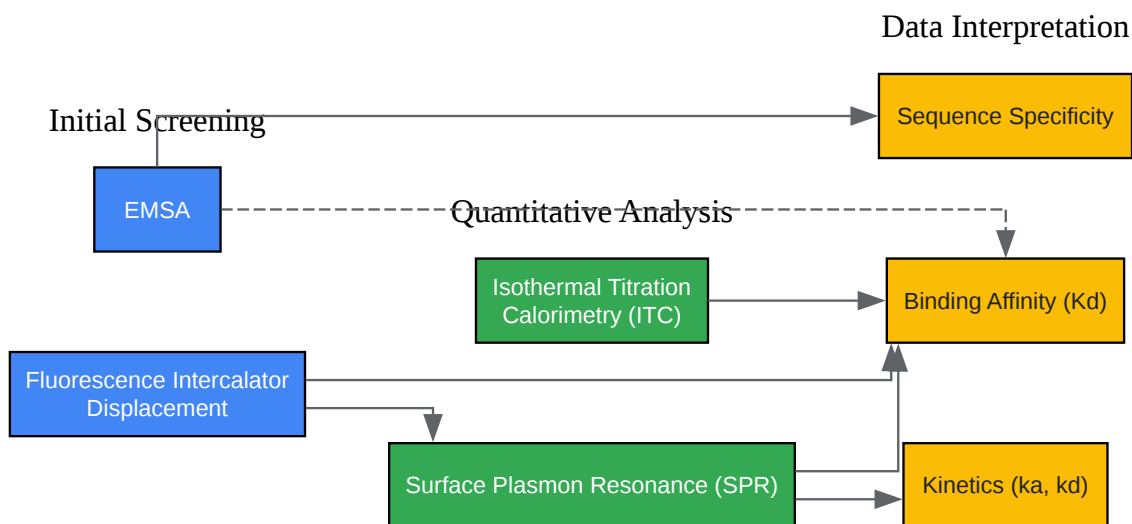 Data Interpretation
Sequence Specificity
Initial Screening
EMSA
Quantitative Analysis
Isothermal Titration
Calorimetry (ITC)
Binding Affinity (Kd)
Fluorescence Intercalator
Displacement
Surface Plasmon Resonance (SPR)
Kinetics (ka, kd)